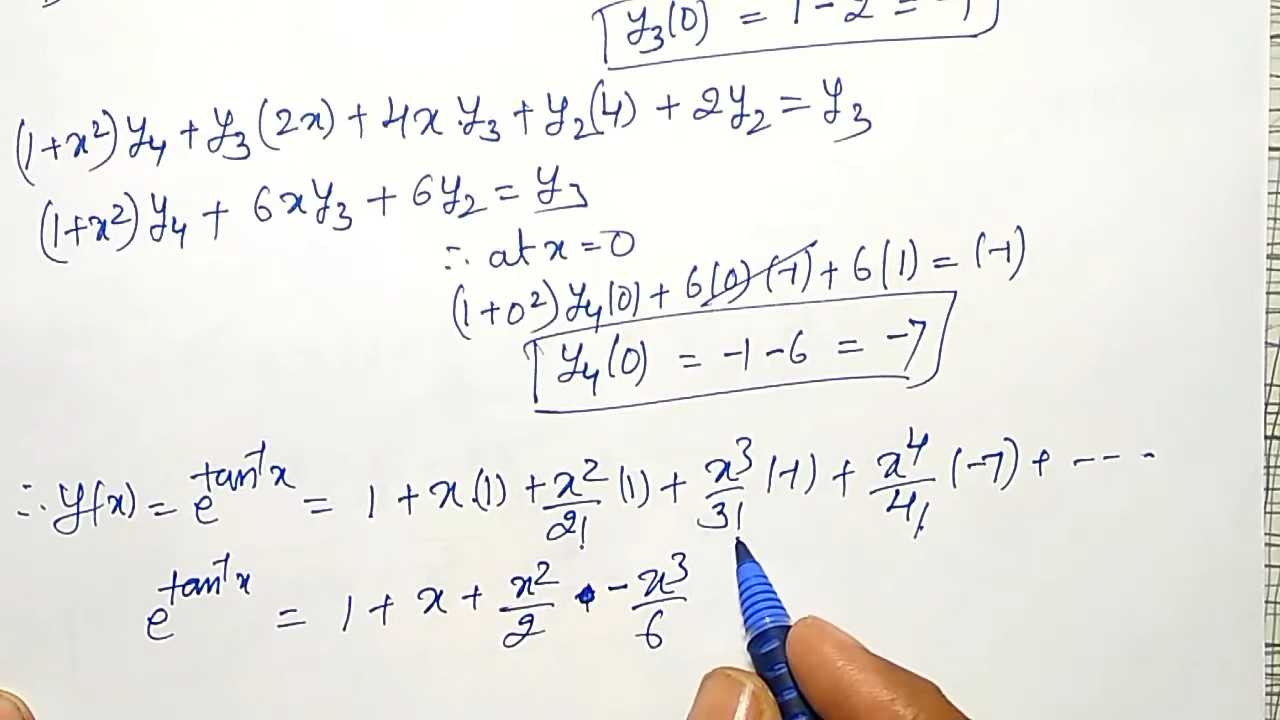 y₃(0) = 1 - 2 = -1
(1+x²)y₄ + y₃(2x) + 4x.y₃ + y₂(4) + 2y₂ = y₃
(1+x²)y₄ + 6xy₃ + 6y₂ = y₃
∴ at x = 0
(1+0²)y₄(0) + 6(0)(-1) + 6(1) = (-1)
y₄(0) = -1 - 6 = -7
∴ y(x) = e^tan⁻¹x = 1 + x.(1) + x²/2! (1) + x³/3! (-1) + x⁴/4! (-7) + ----
e^tan⁻¹x = 1 + x + x²/2 - x³/6